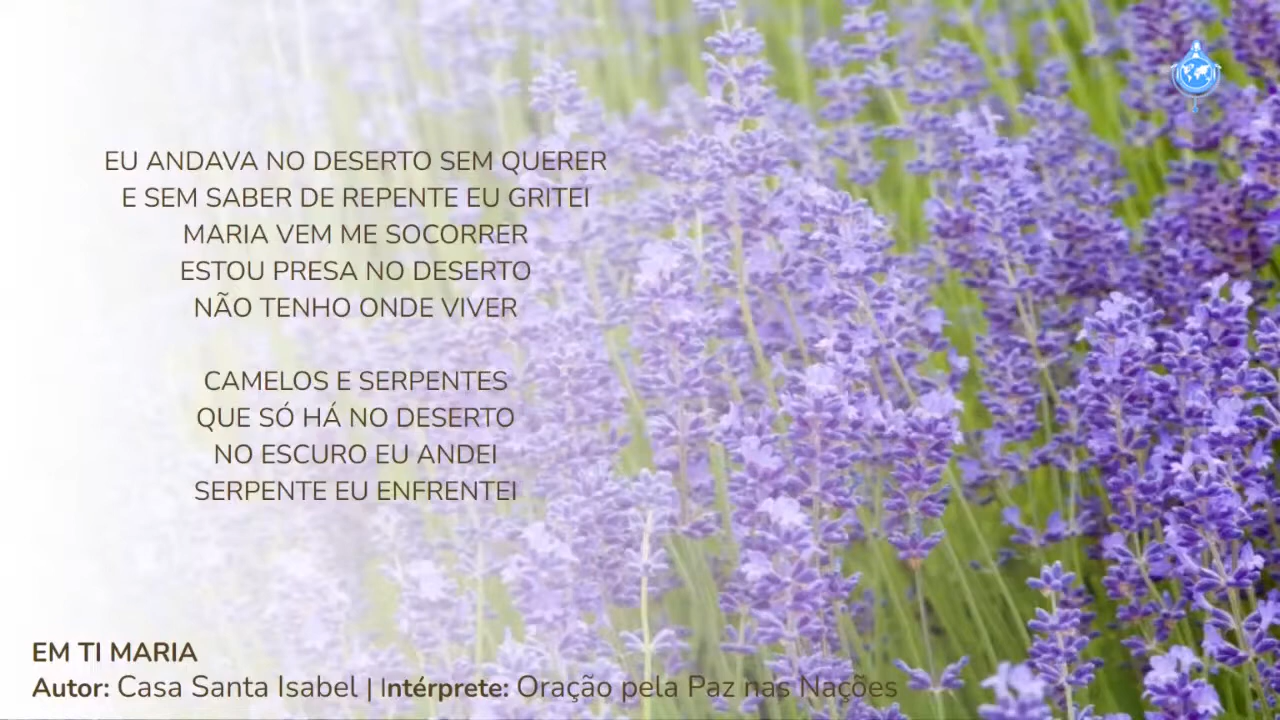 EU ANDAVA NO DESERTO SEM QUERER
E SEM SABER DE REPENTE EU GRITEI
MARIA VEM ME SOCORRER
ESTOU PRESA NO DESERTO
NÃO TENHO ONDE VIVER
CAMELOS E SERPENTES
QUE SÓ HÁ NO DESERTO
NO ESCURO EU ANDEI
SERPENTE EU ENFRENTEI
EM TI MARIA
Autor: Casa Santa Isabel | Intérprete: Oração pela Paz nas Nações